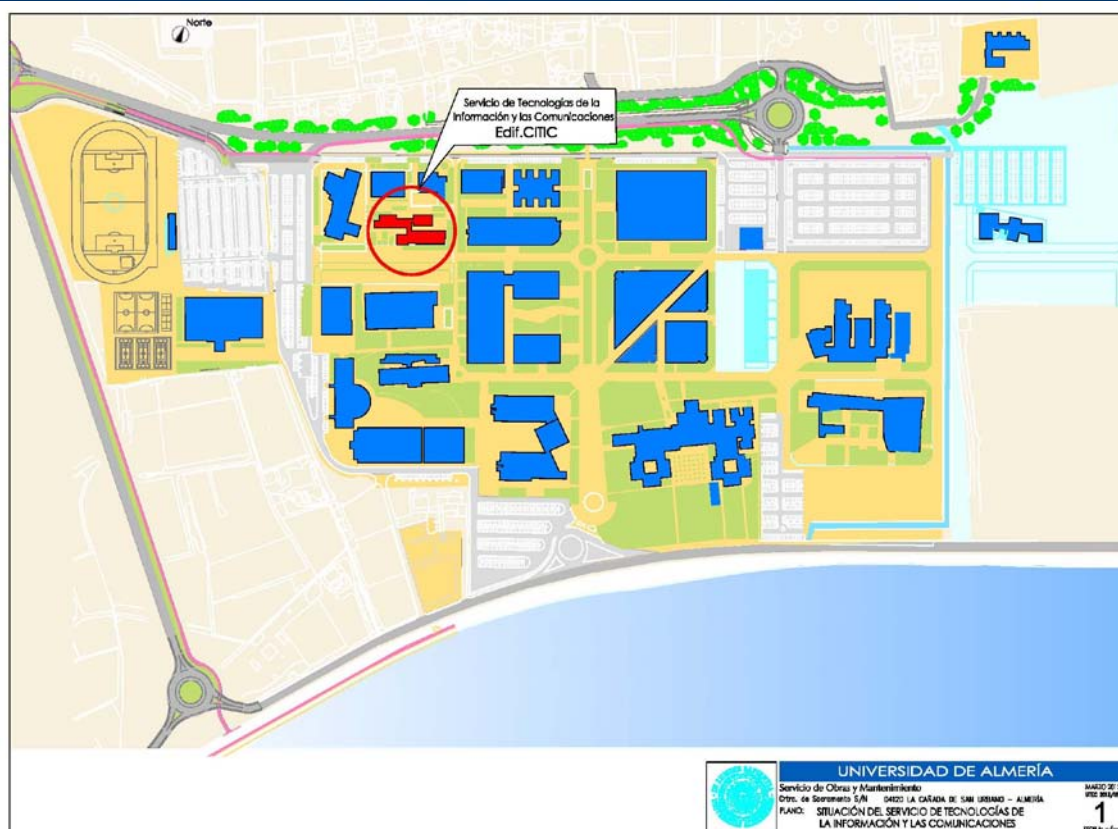 Norte
Servicio de Tecnologías de la
Información y las Comunicaciones
Edif.CITIC
UNIVERSIDAD DE ALMERÍA
Servicio de Obras y Mantenimiento
Ctra. de Sacramento S/N 04120 LA CAÑADA DE SAN URBANO - ALMERÍA
PLANO: SITUACIÓN DEL SERVICIO DE TECNOLOGÍAS DE
LA INFORMACIÓN Y LAS COMUNICACIONES
1